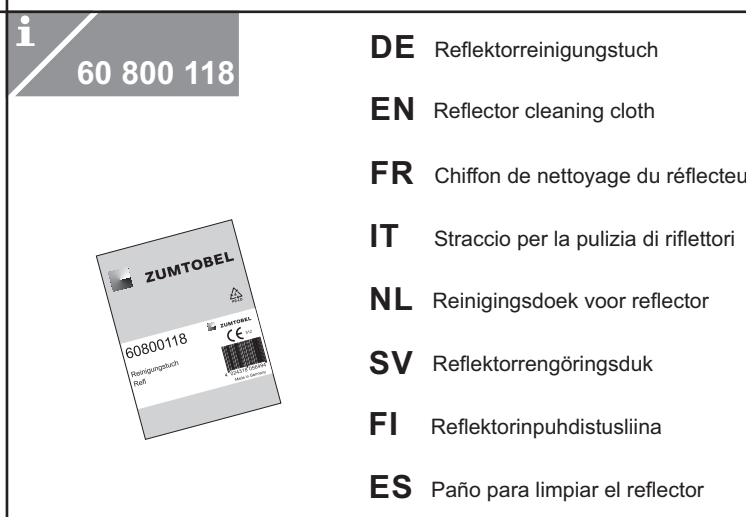 i
60 800 118
DE Reflektorreinigungstuch
EN Reflector cleaning cloth
FR Chiffon de nettoyage du réflecteu
IT Straccio per la pulizia di riflettori
NL Reinigingsdoek voor reflector
SV Reflektorrengöringsduk
FI Reflektorinpuhdistusliina
ES Paño para limpiar el reflector
ZUMTOBEL
ZUMTOBEL
60800118
CE
Reinigungstuch
Refl
Made in Germany